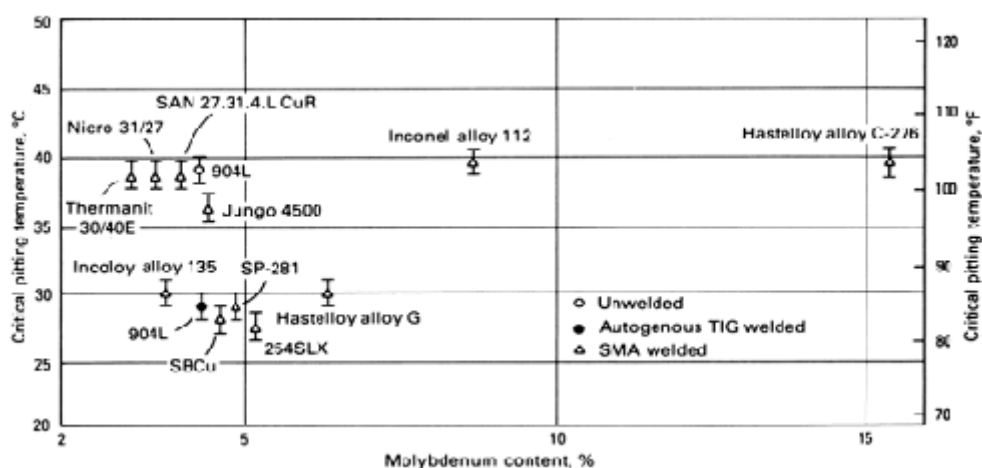 50
45
40
35
30
25
20
Critical pitting temperature, °C
SAN 27.31.4.L CuR
Nicro 31/27
Inconel alloy 112
Hastelloy alloy C-276
904L
Thermanit
30/40E
Jungo 4500
Incoloy alloy 135
SP-281
904L
Hastelloy alloy G
SBCu
254SLX
Unwelded
Autogenous TIG welded
SMA welded
120
110
100
90
80
70
Critical pitting temperature, °F
2
5
10
15
Molybdenum content, %